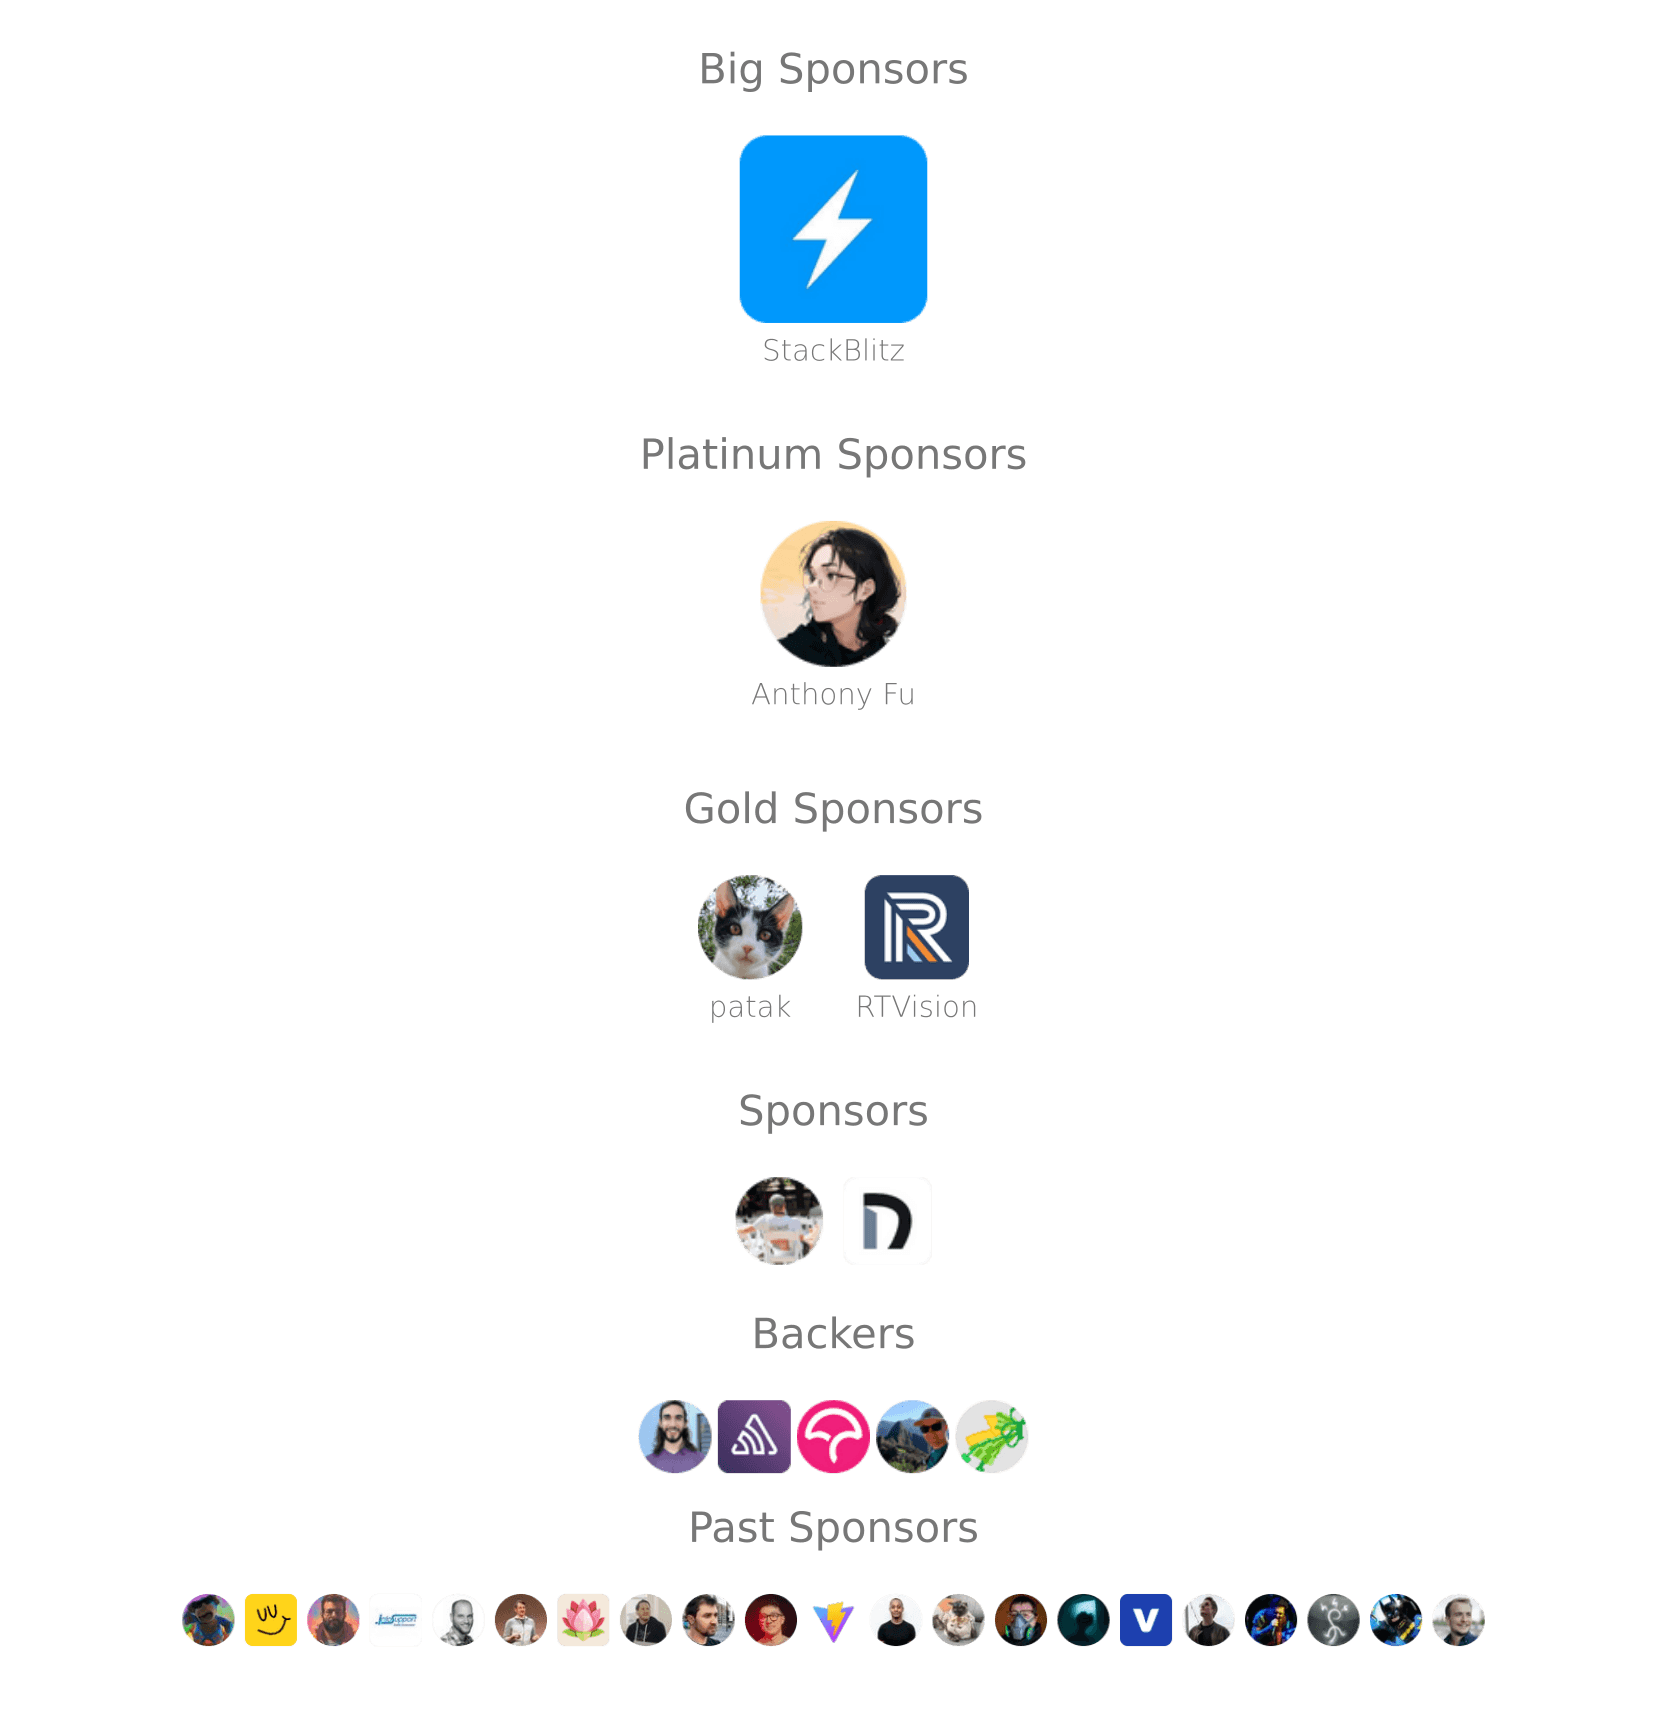 Big Sponsors
StackBlitz
Platinum Sponsors
Anthony Fu
Gold Sponsors
patak RTVision
Sponsors
Backers
Past Sponsors